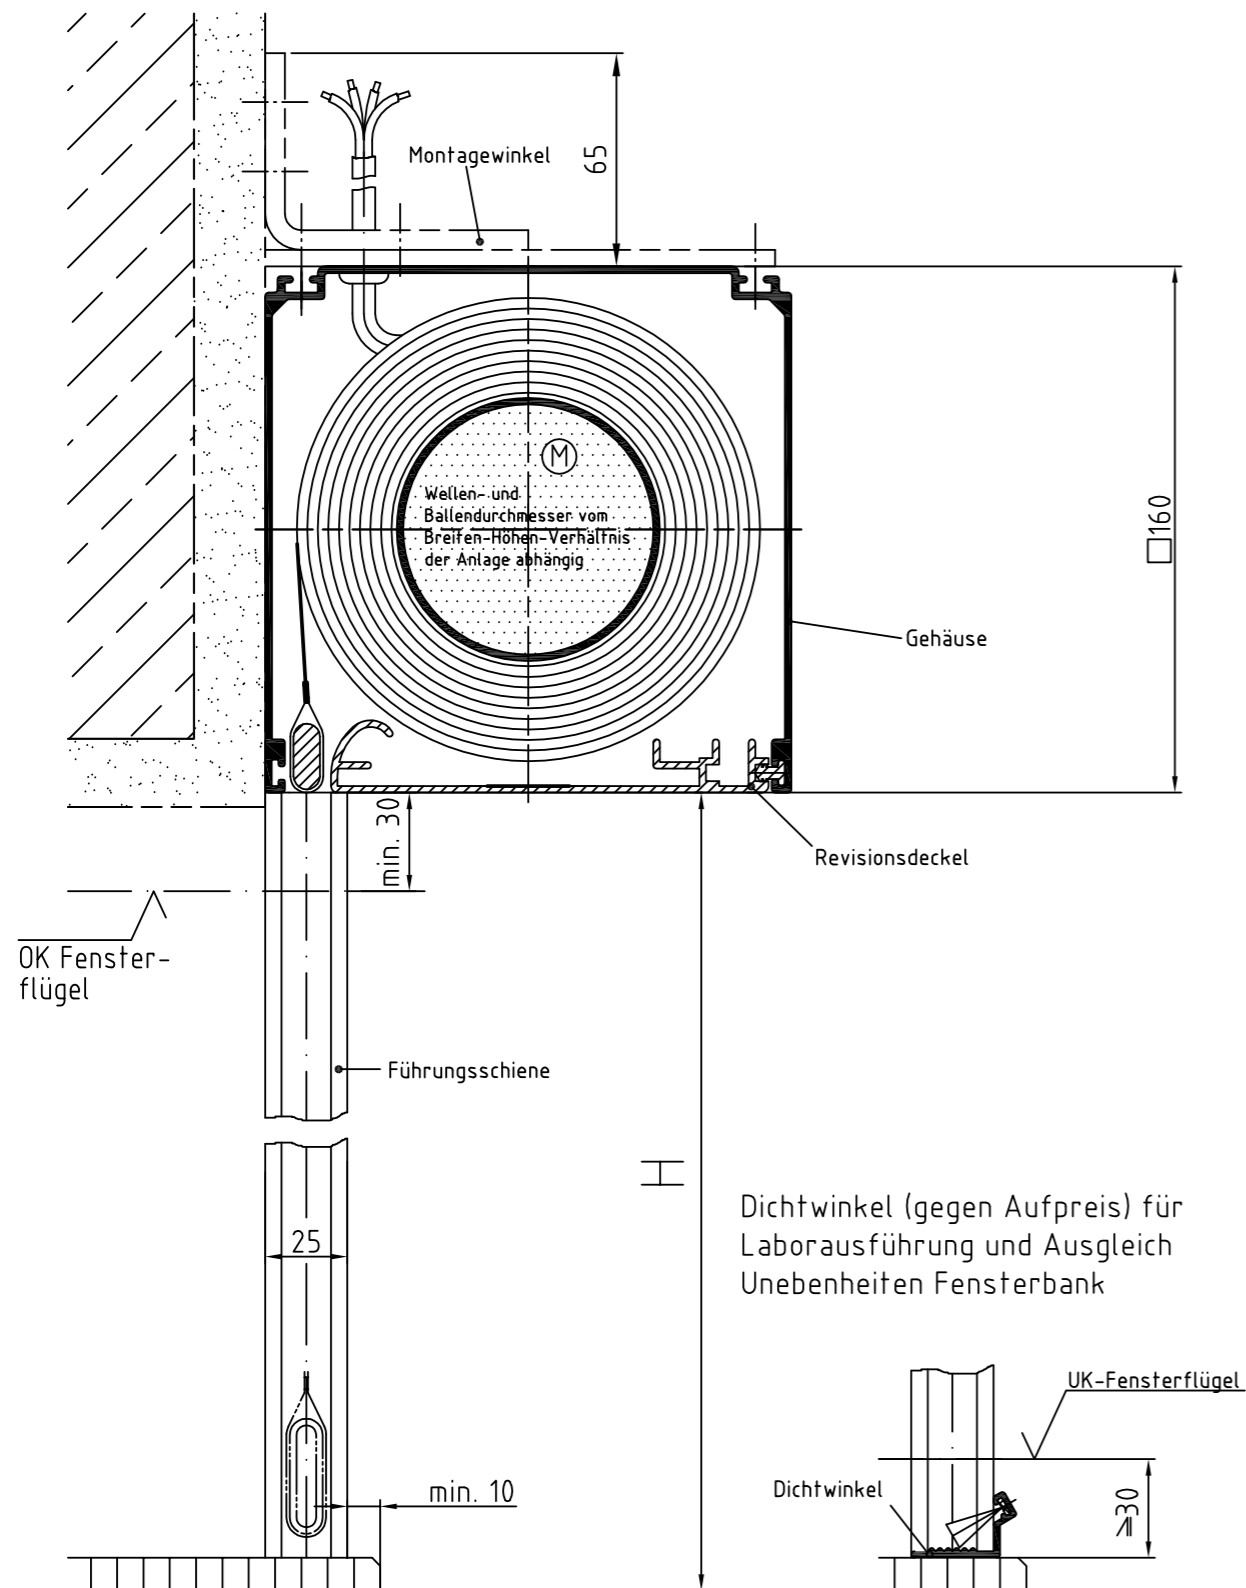 65
Montagewinkel
M
Wellen- und
Ballendurchmesser vom
Breiten-Höhen-Verhältnis
der Anlage abhängig
□160
Gehäuse
min. 30
Revisionsdeckel
OK Fenster-
flügel
Führungsschiene
H
25
Dichtwinkel (gegen Aufpreis) für
Laborausführung und Ausgleich
Unebenheiten Fensterbank
UK-Fensterflügel
min. 10
Dichtwinkel
≥30